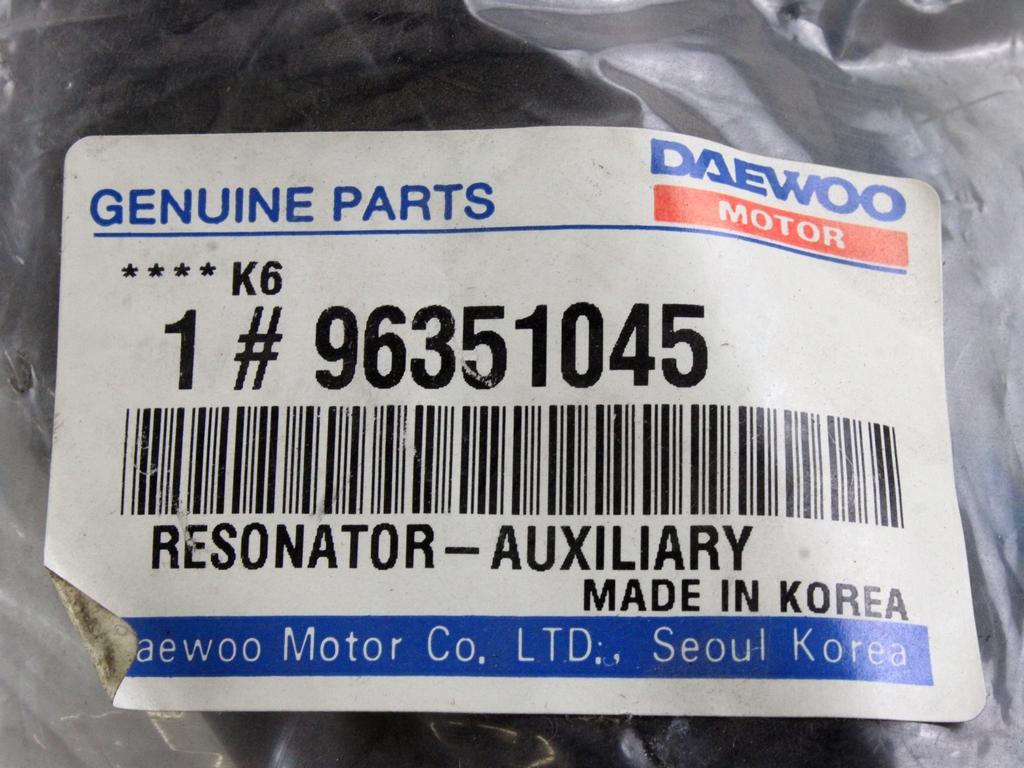 DAEWOO
MOTOR
GENUINE PARTS
**** K6
1 # 96351045
RESONATOR – AUXILIARY
MADE IN KOREA
aewoo Motor Co. LTD., Seoul Korea